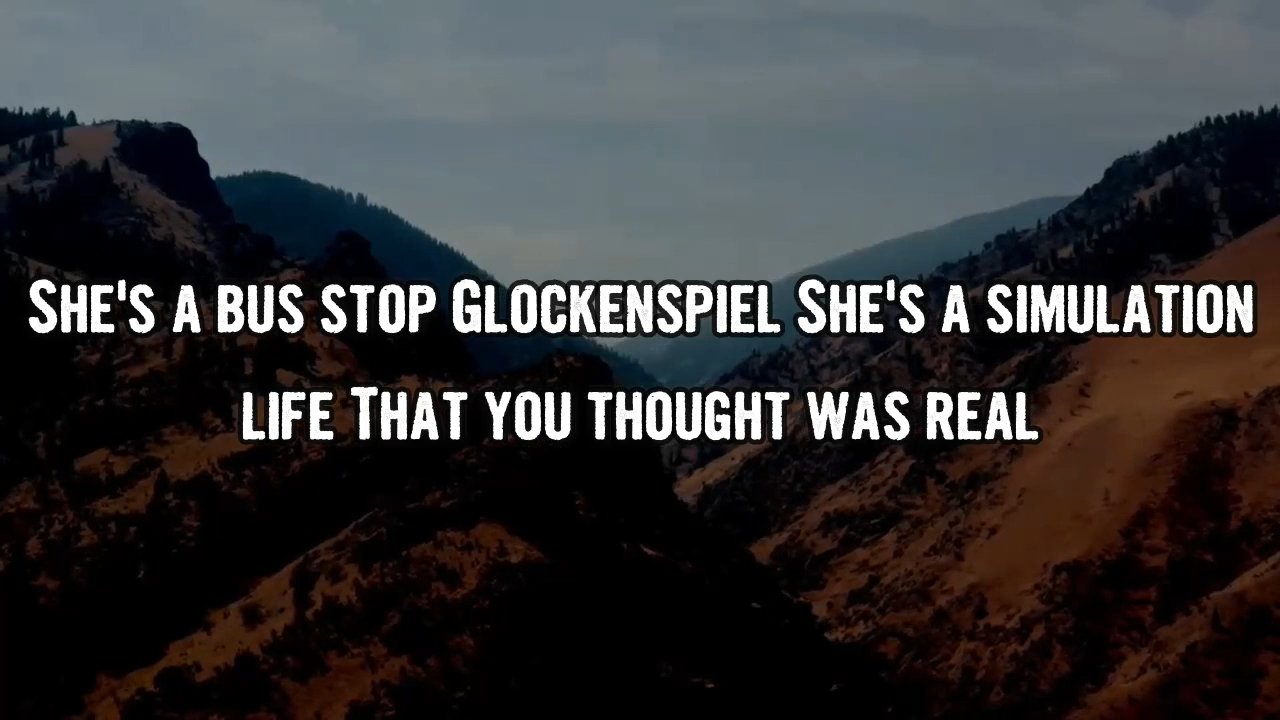 She's a bus stop Glockenspiel She's a simulation
life That you thought was real